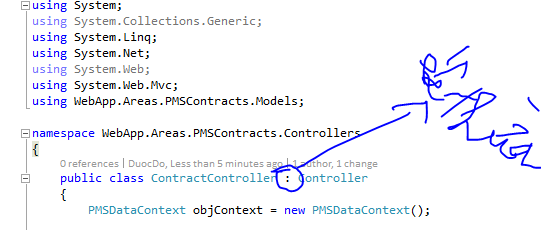 using System;
using System.Collections.Generic;
using System.Linq;
using System.Net;
using System.Web;
using System.Web.Mvc;
using WebApp.Areas.PMSContracts.Models;
namespace WebApp.Areas.PMSContracts.Controllers
{
0 references | DuocDo, Less than 5 minutes ago | 1 author, 1 change
public class ContractController : Controller
{
PMSDataContext objContext = new PMSDataContext();